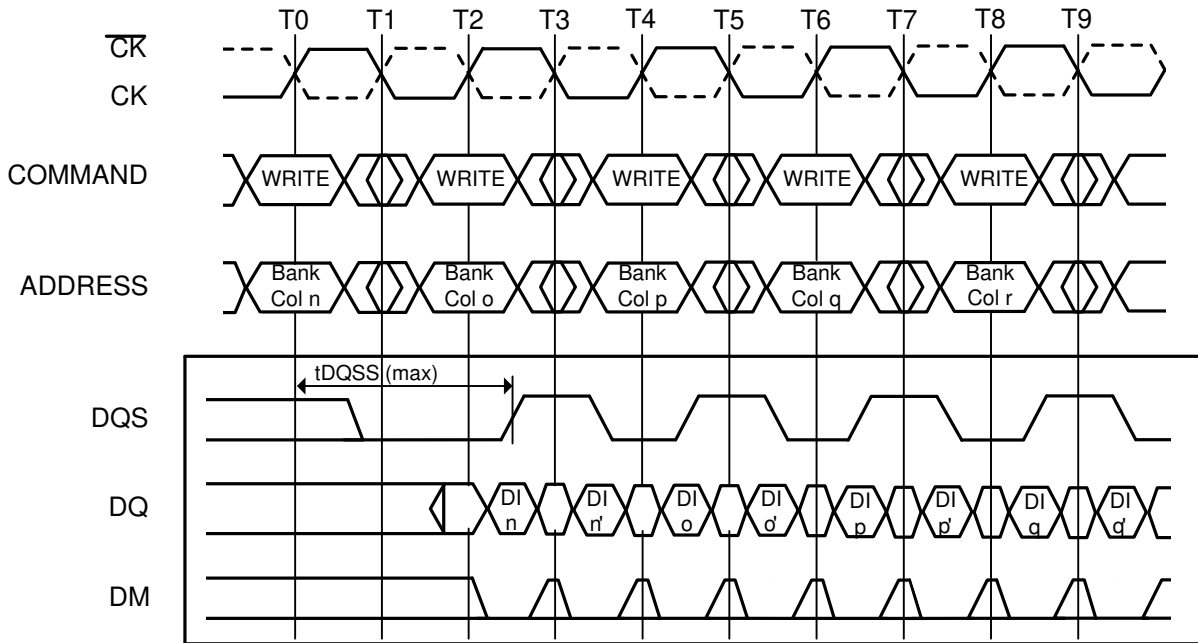 T0 T1 T2 T3 T4 T5 T6 T7 T8 T9
CK
CK
COMMAND WRITE WRITE WRITE WRITE WRITE
ADDRESS Bank Bank Bank Bank Bank
Col n Col o Col p Col q Col r
tDQSS (max)
DQS
DQ DI DI DI DI DI DI DI DI
n n' o o' p p' q q'
DM